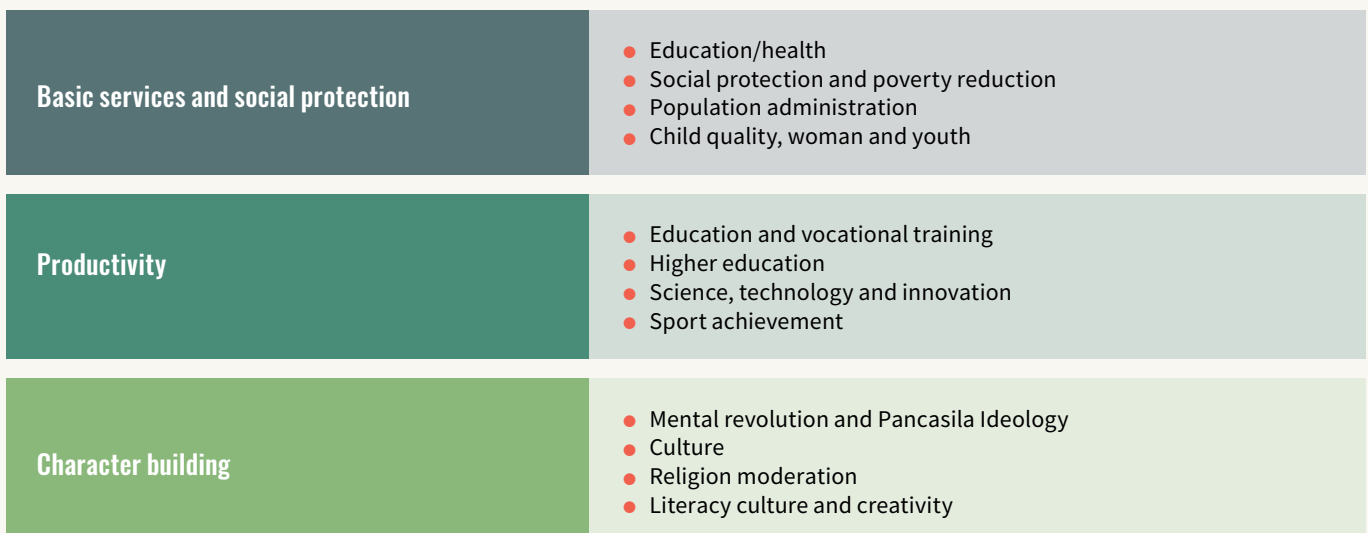 Basic services and social protection
Education/health
Social protection and poverty reduction
Population administration
Child quality, woman and youth
Productivity
Education and vocational training
Higher education
Science, technology and innovation
Sport achievement
Character building
Mental revolution and Pancasila Ideology
Culture
Religion moderation
Literacy culture and creativity